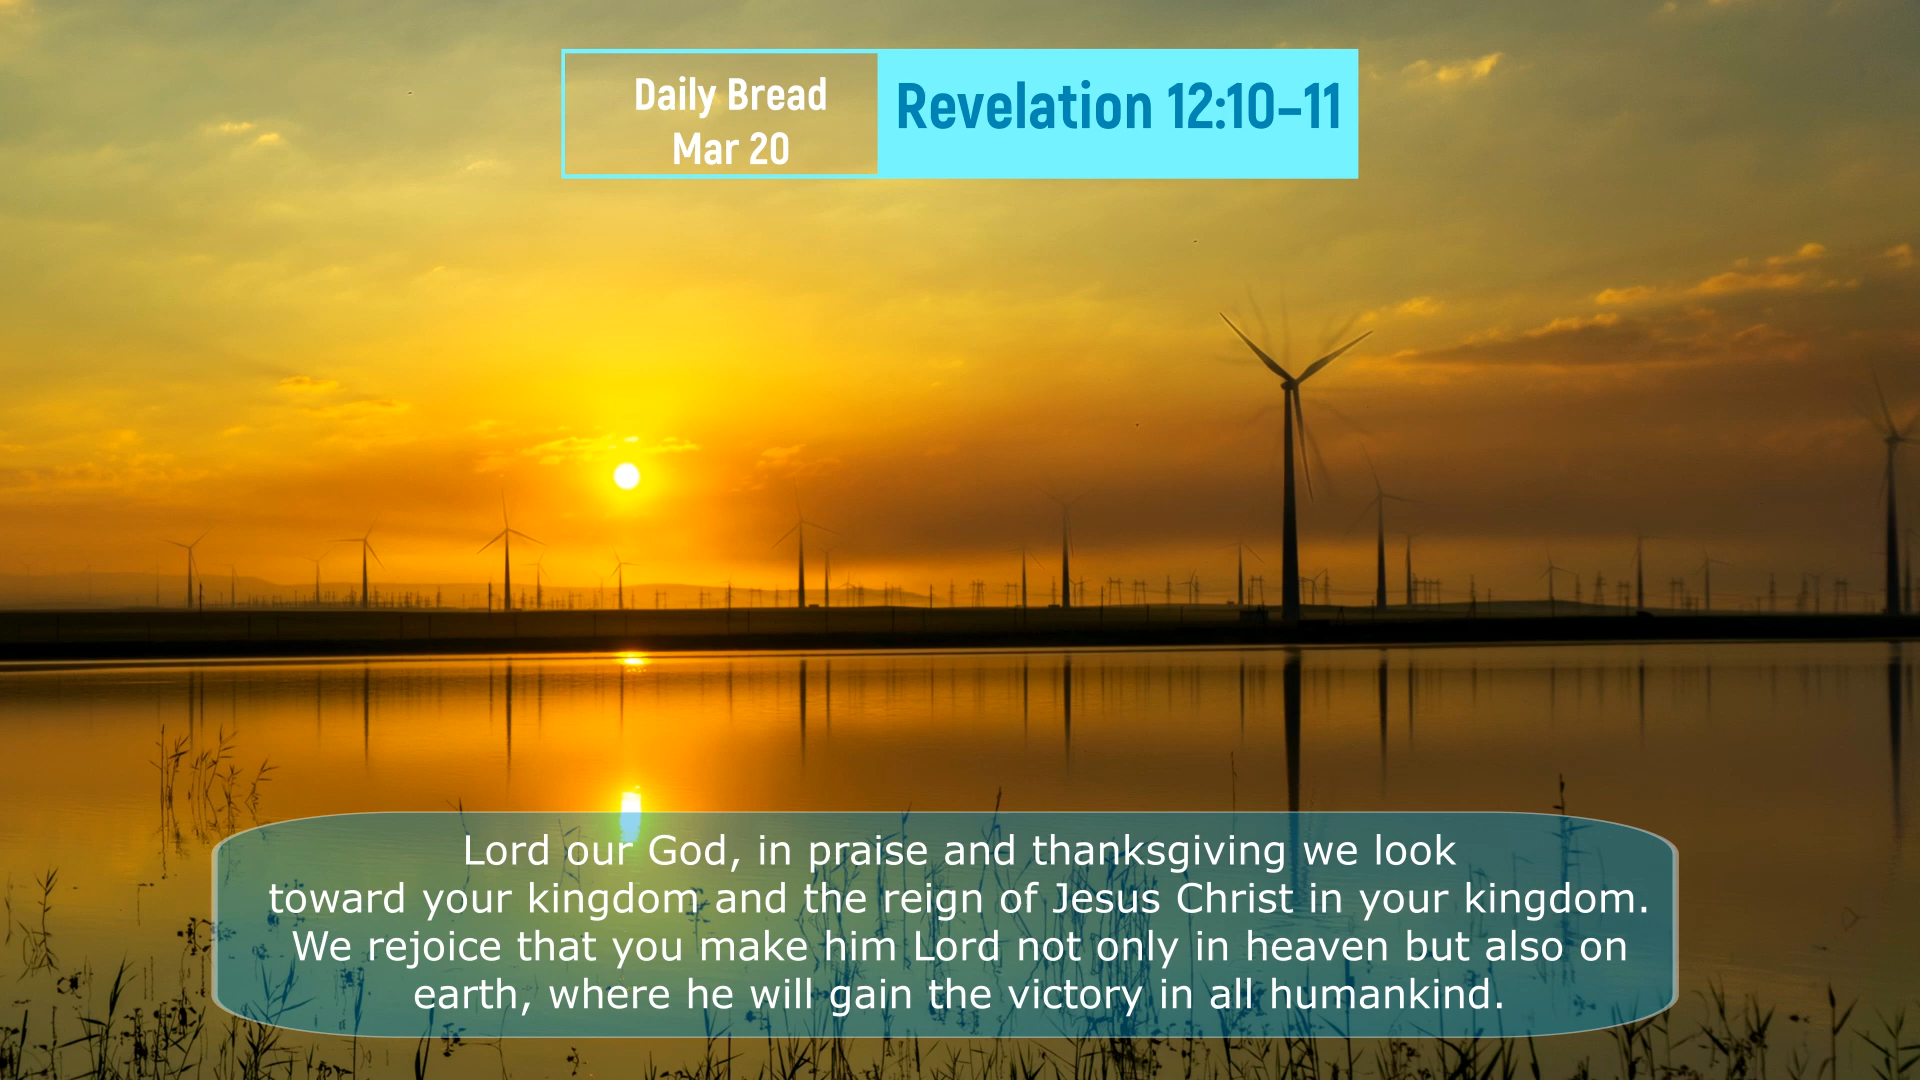 Daily Bread
Mar 20
Revelation 12:10–11
Lord our God, in praise and thanksgiving we look
toward your kingdom and the reign of Jesus Christ in your kingdom.
We rejoice that you make him Lord not only in heaven but also on
earth, where he will gain the victory in all humankind.